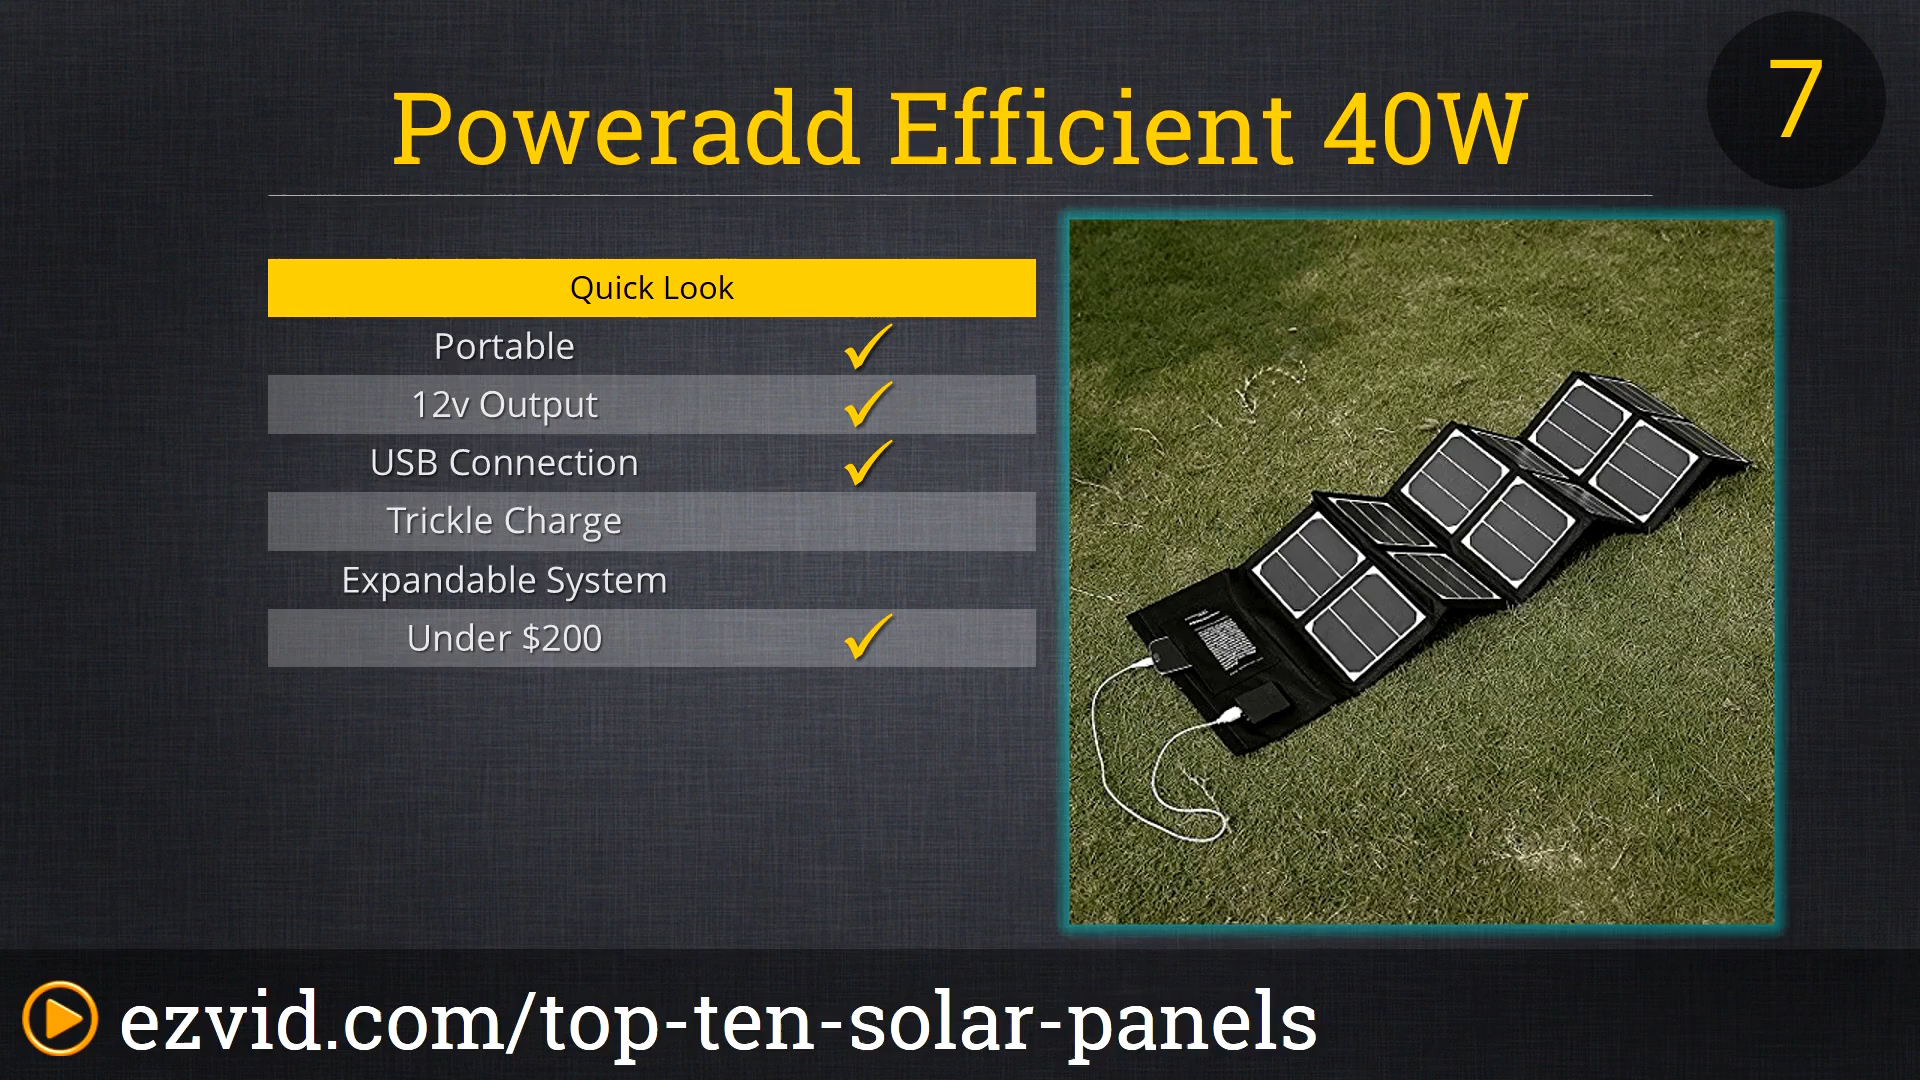 7
Poweradd Efficient 40W
Quick Look
Portable
12v Output
USB Connection
Trickle Charge
Expandable System
Under $200
ezvid.com/top-ten-solar-panels